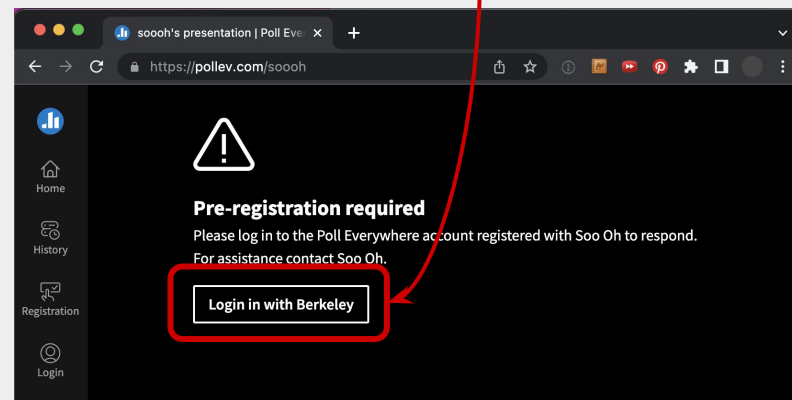 soooh's presentation | Poll Ever
https://pollev.com/soooh
Home
History
Registration
Login
Pre-registration required
Please log in to the Poll Everywhere account registered with Soo Oh to respond.
For assistance contact Soo Oh.
Login in with Berkeley